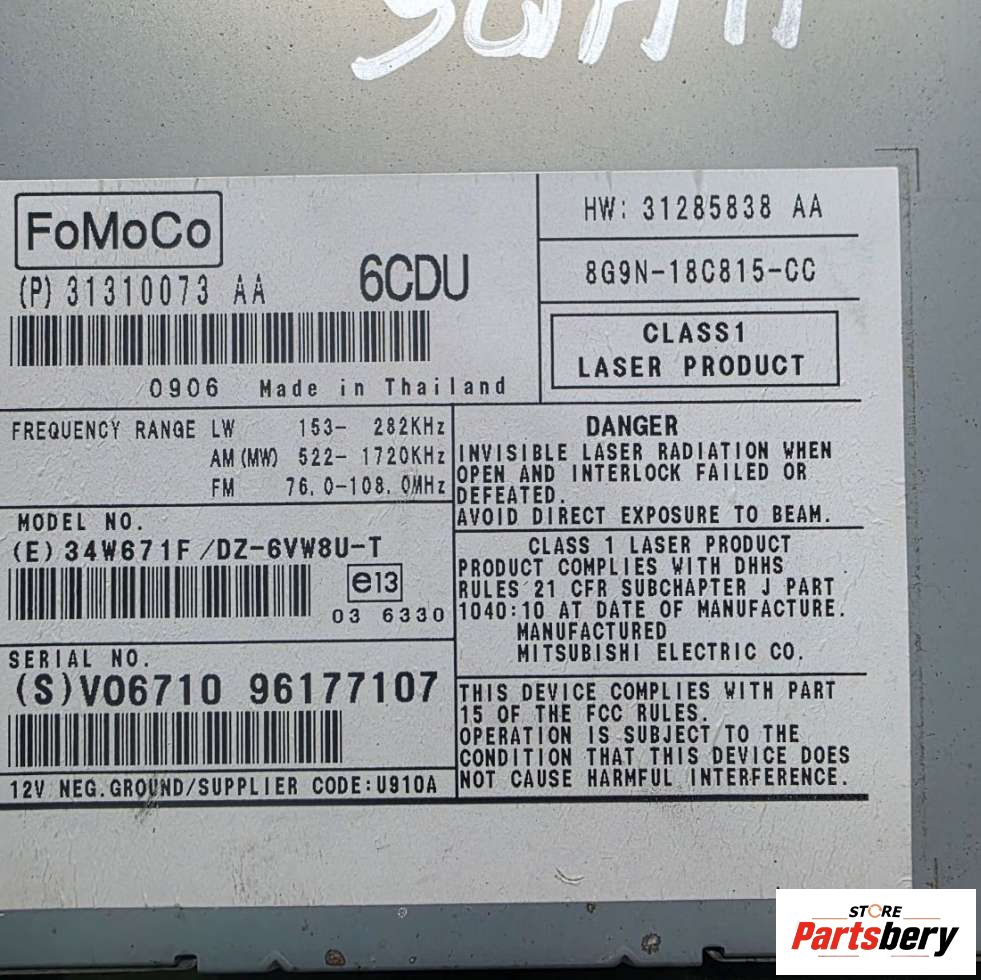 FoMoCo
(P) 31310073 AA 6CDU
0906 Made in Thailand
HW: 31285838 AA
8G9N-18C815-CC
CLASS1
LASER PRODUCT
FREQUENCY RANGE LW 153- 282KHz
AM(MW) 522- 1720KHz
FM 76.0-108.0MHz
MODEL NO.
(E) 34W671F/DZ-6VW8U-T
e13
03 6330
SERIAL NO.
(S)V06710 96177107
12V NEG.GROUND/SUPPLIER CODE:U910A
DANGER
INVISIBLE LASER RADIATION WHEN
OPEN AND INTERLOCK FAILED OR
DEFEATED.
AVOID DIRECT EXPOSURE TO BEAM.
CLASS 1 LASER PRODUCT
PRODUCT COMPLIES WITH DHHS
RULES 21 CFR SUBCHAPTER J PART
1040:10 AT DATE OF MANUFACTURE.
MANUFACTURED
MITSUBISHI ELECTRIC CO.
THIS DEVICE COMPLIES WITH PART
15 OF THE FCC RULES.
OPERATION IS SUBJECT TO THE
CONDITION THAT THIS DEVICE DOES
NOT CAUSE HARMFUL INTERFERENCE.
STORE
Partsbery